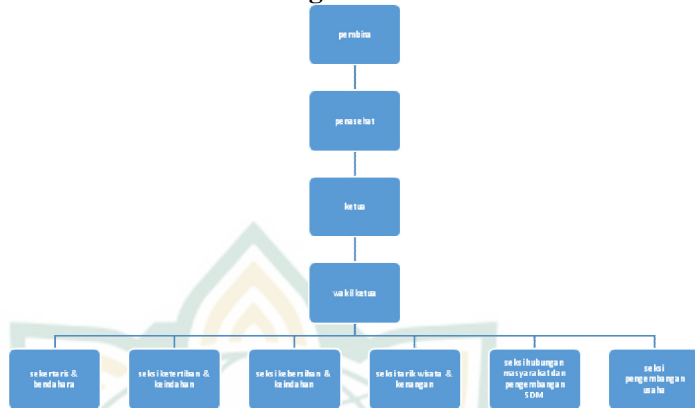 pembina
penasehat
ketua
wakil ketua
sekertaris &
bendahara
seksi ketertiban &
keindahan
seksi kebersihan &
keindahan
seksi tarik wisata &
kenangan
seksi hubungan
masyarakat dan
pengembangan
SDM
seksi
pengembangan
usaha